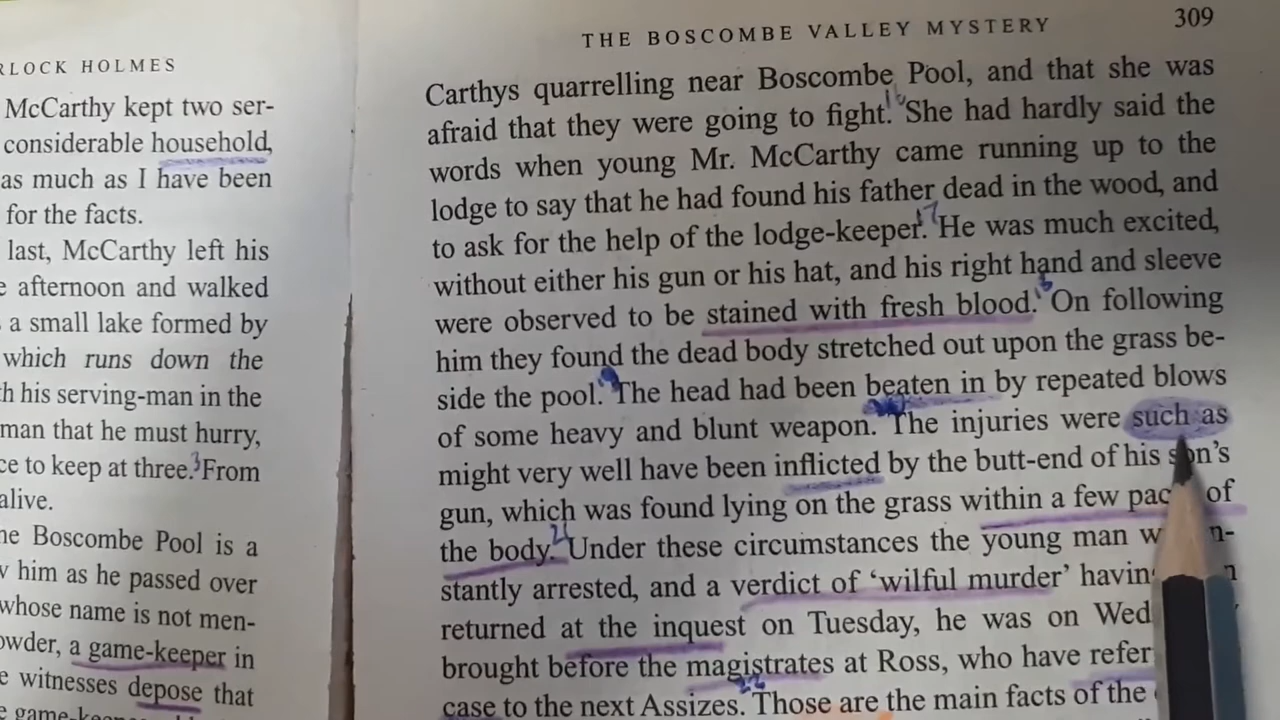 RLOCK HOLMES
McCarthy kept two ser-
considerable household,
as much as I have been
for the facts.
last, McCarthy left his
afternoon and walked
a small lake formed by
which runs down the
his serving-man in the
man that he must hurry,
to keep at three.3 From
alive.
Boscombe Pool is a
him as he passed over
whose name is not men-
owder, a game-keeper in
witnesses depose that
THE BOSCOMBE VALLEY MYSTERY
309
Carthys quarrelling near Boscombe Pool, and that she was
afraid that they were going to fight.16 She had hardly said the
words when young Mr. McCarthy came running up to the
lodge to say that he had found his father dead in the wood, and
to ask for the help of the lodge-keeper.17 He was much excited,
without either his gun or his hat, and his right hand and sleeve
were observed to be stained with fresh blood. On following
him they found the dead body stretched out upon the grass be-
side the pool. The head had been beaten in by repeated blows
of some heavy and blunt weapon. The injuries were such as
might very well have been inflicted by the butt-end of his son's
gun, which was found lying on the grass within a few of
the body.21 Under these circumstances the young man
stantly arrested, and a verdict of ‘wilful murder’
returned at the inquest on Tuesday, he was on
brought before the magistrates at Ross, who have
case to the next Assizes.22 Those are the main facts of the